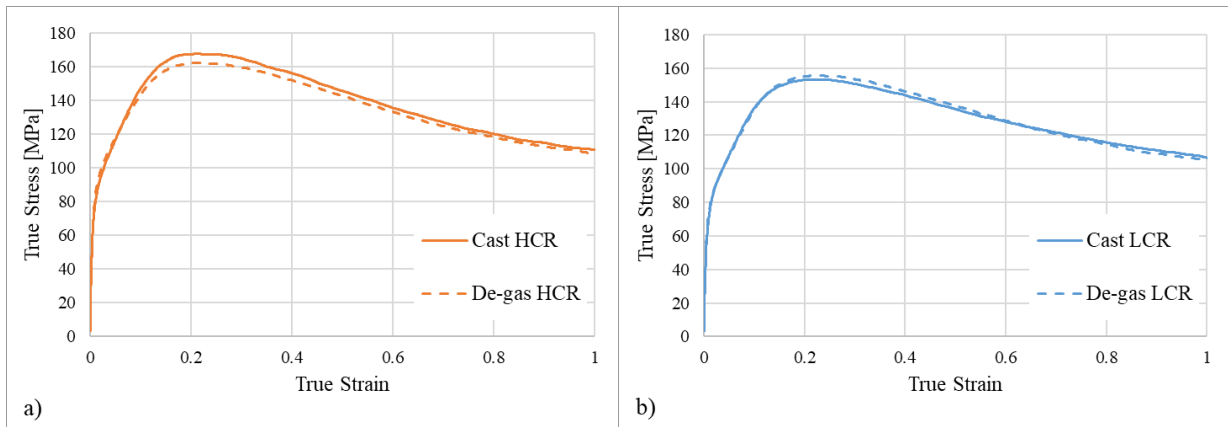 180
160
140
120
100
80
60
40
20
0
True Stress [MPa]
Cast HCR
De-gas HCR
0 0.2 0.4 0.6 0.8 1
True Strain
a)
180
160
140
120
100
80
60
40
20
0
True Stress [MPa]
Cast LCR
De-gas LCR
0 0.2 0.4 0.6 0.8 1
True Strain
b)